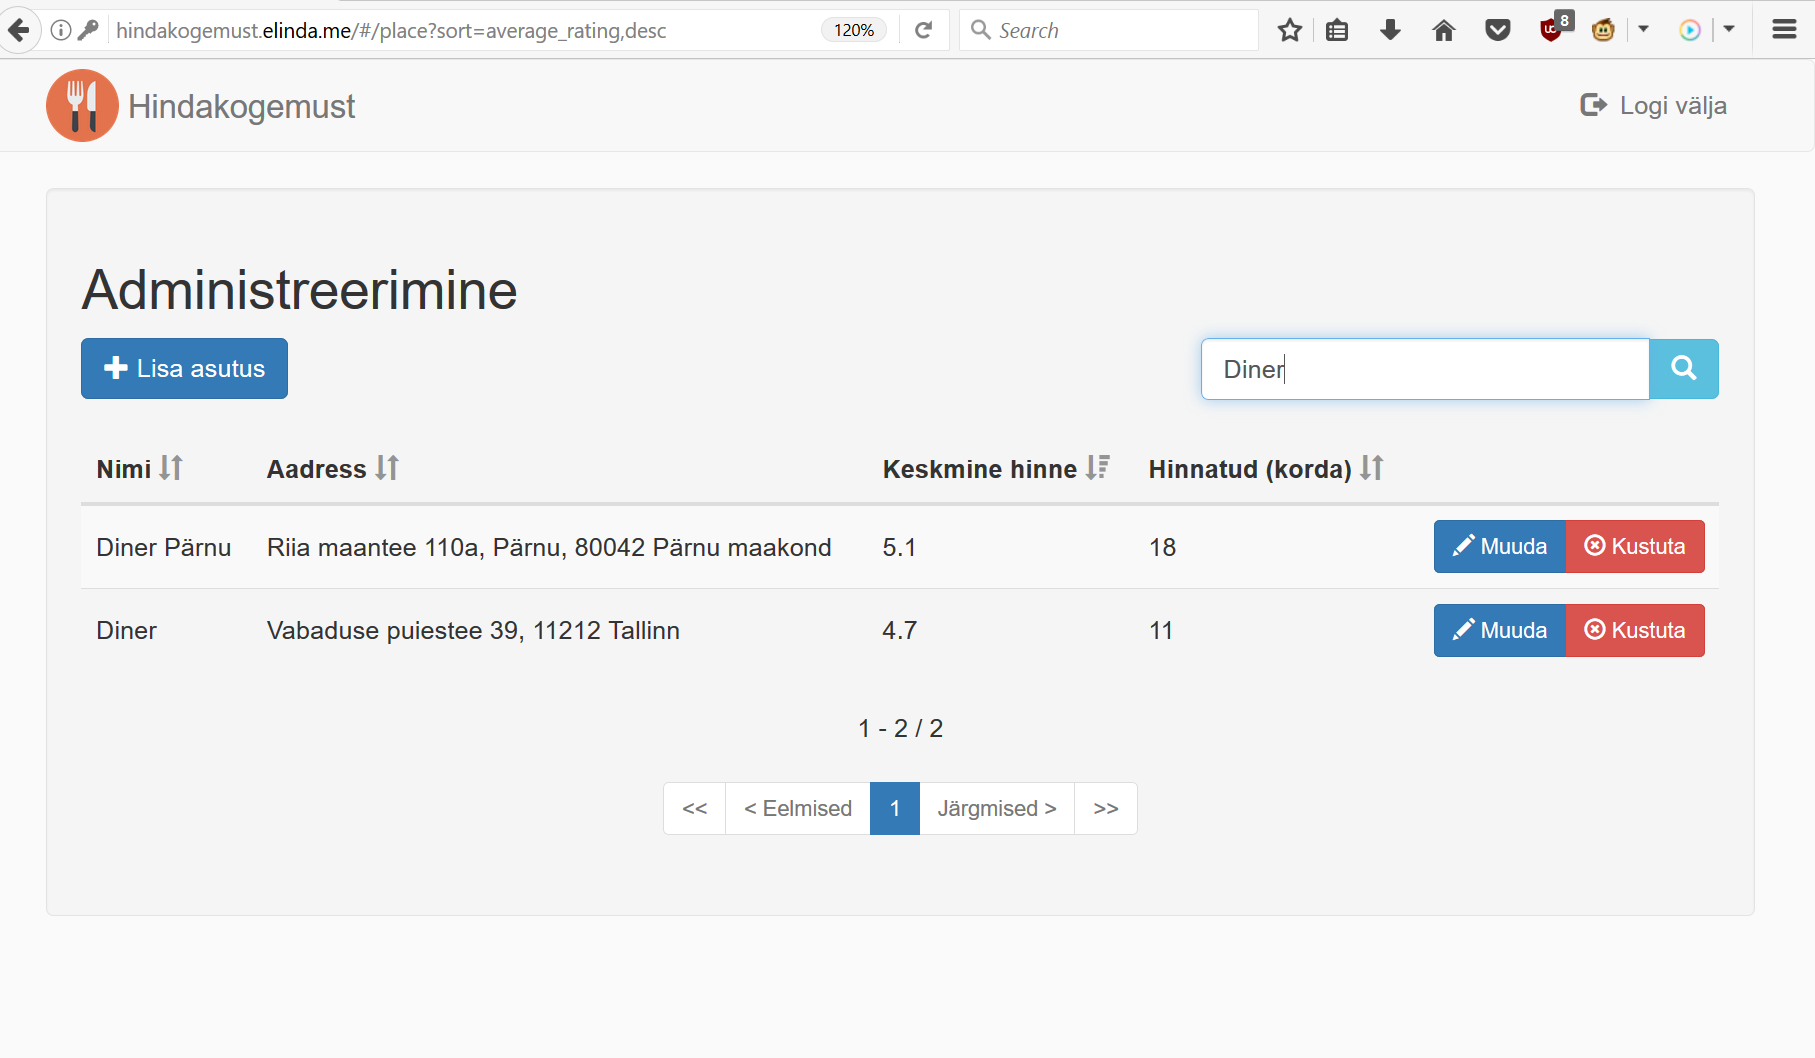 hindakogemust.elinda.me/#/place?sort=average_rating,desc 120% Search 8
Hindakogemust Logi välja
Administreerimine
Lisa asutus Diner
Nimi Aadress Keskmine hinne Hinnatud (korda)
Diner Pärnu Riia maantee 110a, Pärnu, 80042 Pärnu maakond 5.1 18 Muuda Kustuta
Diner Vabaduse puiestee 39, 11212 Tallinn 4.7 11 Muuda Kustuta
1 - 2 / 2
<< < Eelmised 1 Järgmised > >>